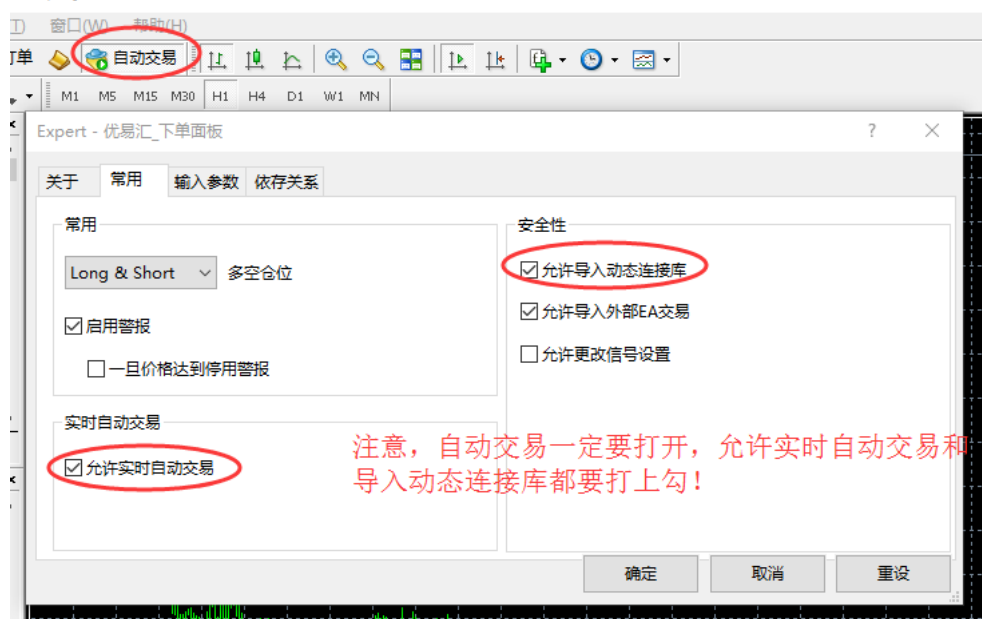 窗口(W) 帮助(H)
自动交易
M1 M5 M15 M30 H1 H4 D1 W1 MN
Expert - 优易汇_下单面板
关于 常用 输入参数 依存关系
常用
Long & Short 多空仓位
启用警报
一旦价格达到停用警报
实时自动交易
允许实时自动交易
安全性
允许导入动态连接库
允许导入外部EA交易
允许更改信号设置
注意，自动交易一定要打开，允许实时自动交易和
导入动态连接库都要打上勾！
确定 取消 重设